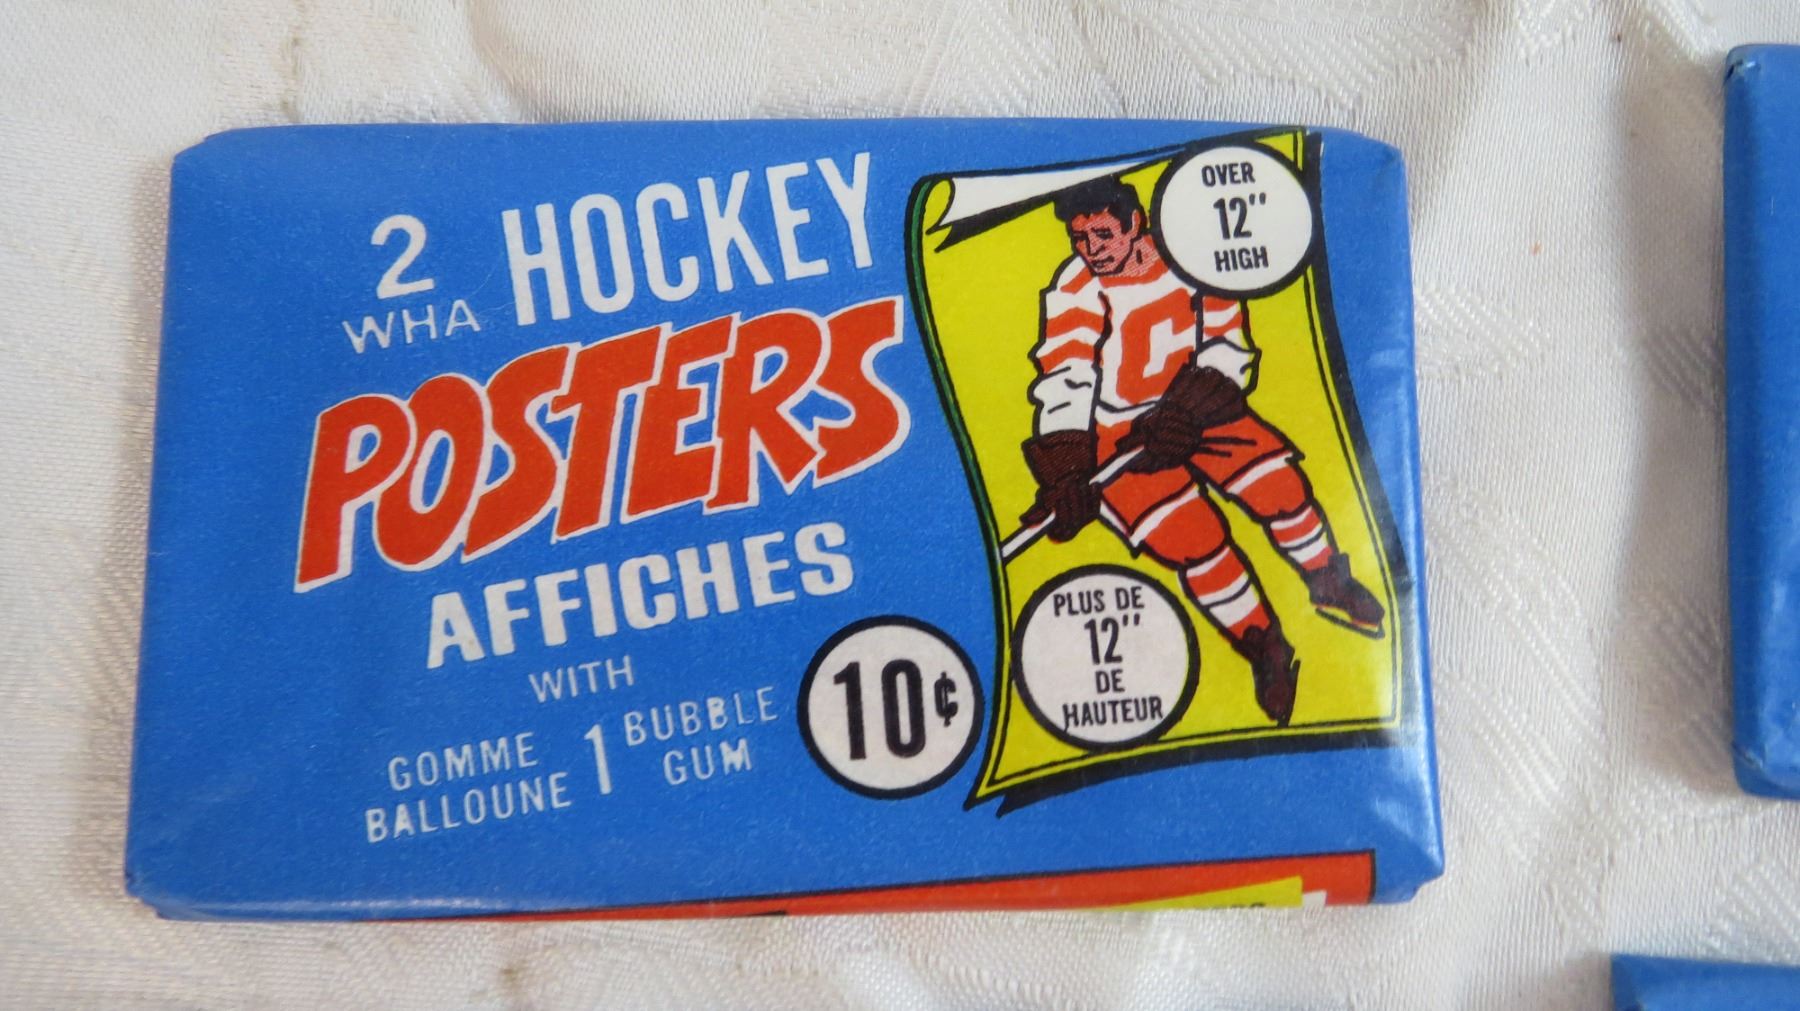 2 HOCKEY
WHA
POSTERS
AFFICHES
WITH
GOMME BALLOUNE 1 BUBBLE GUM
10¢
OVER
12"
HIGH
C
PLUS DE
12"
DE
HAUTEUR